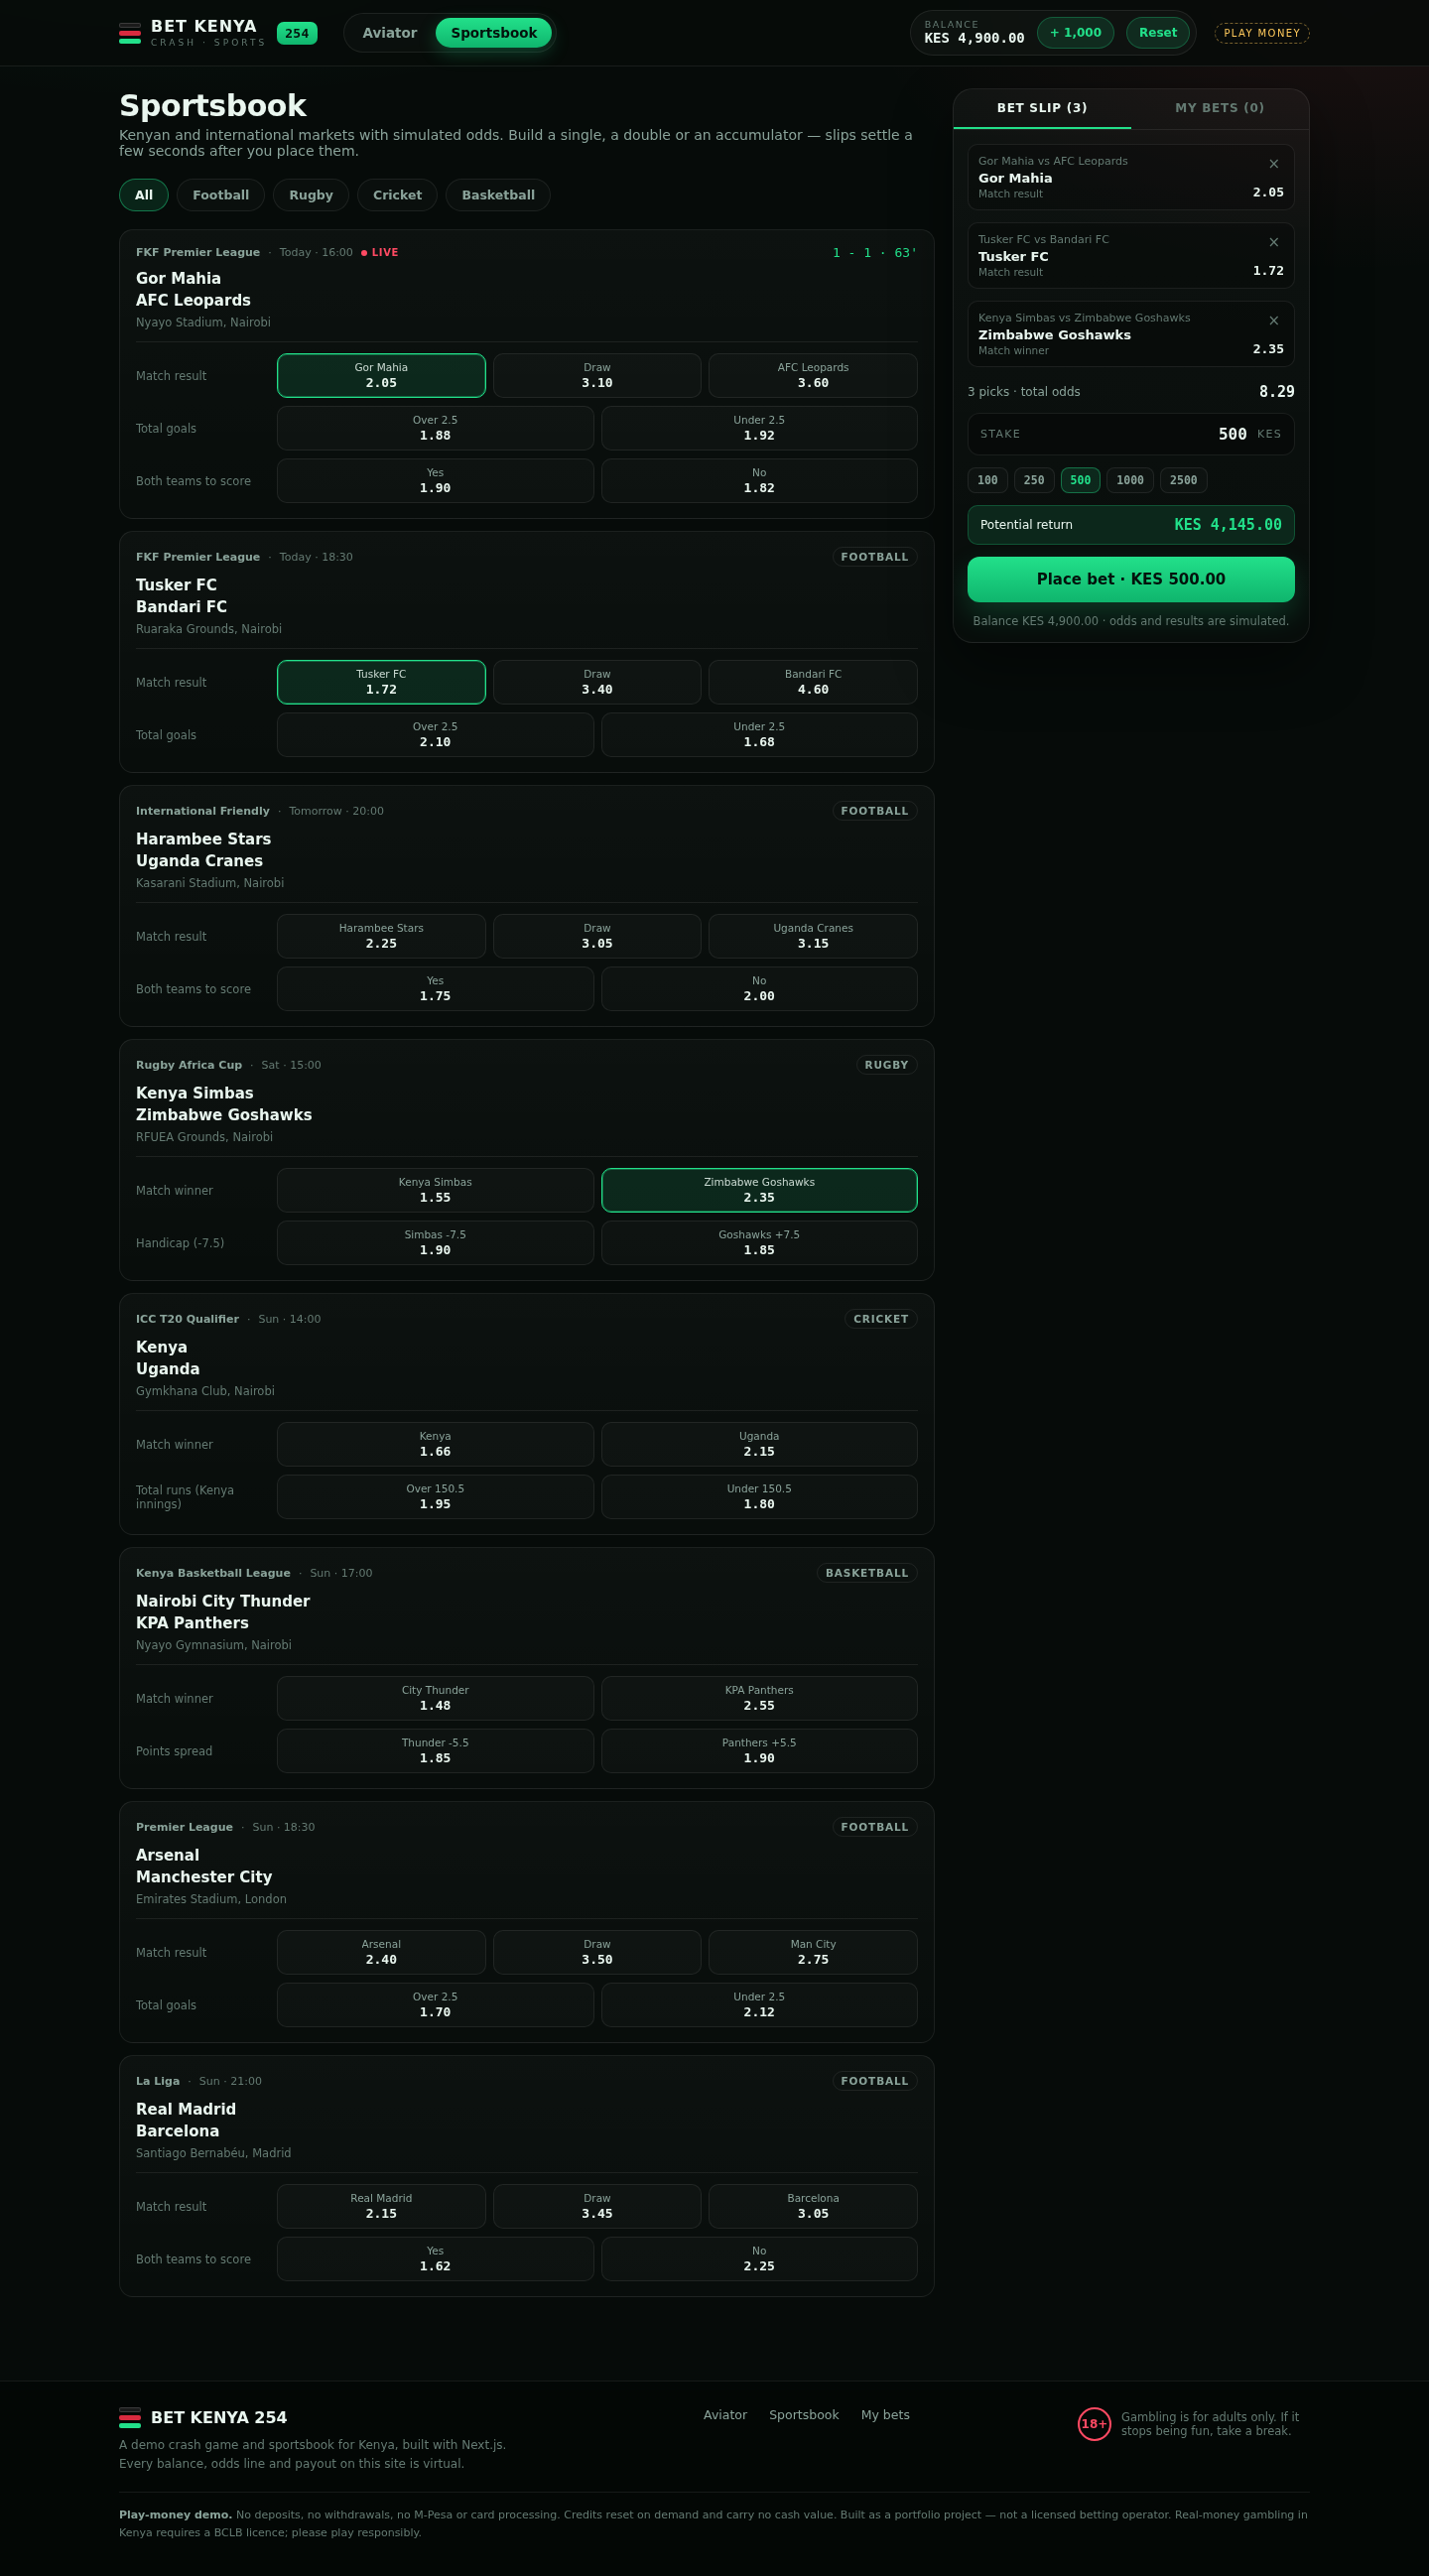 BET KENYA
CRASH · SPORTS
254
Aviator
Sportsbook
BALANCE
KES 4,900.00
+ 1,000
Reset
PLAY MONEY
Sportsbook
Kenyan and international markets with simulated odds. Build a single, a double or an accumulator — slips settle a
few seconds after you place them.
All
Football
Rugby
Cricket
Basketball
FKF Premier League · Today · 16:00 LIVE
1 - 1 · 63'
Gor Mahia
AFC Leopards
Nyayo Stadium, Nairobi
Match result
Gor Mahia
2.05
Draw
3.10
AFC Leopards
3.60
Total goals
Over 2.5
1.88
Under 2.5
1.92
Both teams to score
Yes
1.90
No
1.82
FKF Premier League · Today · 18:30
FOOTBALL
Tusker FC
Bandari FC
Ruaraka Grounds, Nairobi
Match result
Tusker FC
1.72
Draw
3.40
Bandari FC
4.60
Total goals
Over 2.5
2.10
Under 2.5
1.68
International Friendly · Tomorrow · 20:00
FOOTBALL
Harambee Stars
Uganda Cranes
Kasarani Stadium, Nairobi
Match result
Harambee Stars
2.25
Draw
3.05
Uganda Cranes
3.15
Both teams to score
Yes
1.75
No
2.00
Rugby Africa Cup · Sat · 15:00
RUGBY
Kenya Simbas
Zimbabwe Goshawks
RFUEA Grounds, Nairobi
Match winner
Kenya Simbas
1.55
Zimbabwe Goshawks
2.35
Handicap (-7.5)
Simbas -7.5
1.90
Goshawks +7.5
1.85
ICC T20 Qualifier · Sun · 14:00
CRICKET
Kenya
Uganda
Gymkhana Club, Nairobi
Match winner
Kenya
1.66
Uganda
2.15
Total runs (Kenya
innings)
Over 150.5
1.95
Under 150.5
1.80
Kenya Basketball League · Sun · 17:00
BASKETBALL
Nairobi City Thunder
KPA Panthers
Nyayo Gymnasium, Nairobi
Match winner
City Thunder
1.48
KPA Panthers
2.55
Points spread
Thunder -5.5
1.85
Panthers +5.5
1.90
Premier League · Sun · 18:30
FOOTBALL
Arsenal
Manchester City
Emirates Stadium, London
Match result
Arsenal
2.40
Draw
3.50
Man City
2.75
Total goals
Over 2.5
1.70
Under 2.5
2.12
La Liga · Sun · 21:00
FOOTBALL
Real Madrid
Barcelona
Santiago Bernabéu, Madrid
Match result
Real Madrid
2.15
Draw
3.45
Barcelona
3.05
Both teams to score
Yes
1.62
No
2.25
BET SLIP (3)
MY BETS (0)
Gor Mahia vs AFC Leopards ×
Gor Mahia
Match result 2.05
Tusker FC vs Bandari FC ×
Tusker FC
Match result 1.72
Kenya Simbas vs Zimbabwe Goshawks ×
Zimbabwe Goshawks
Match winner 2.35
3 picks · total odds 8.29
STAKE 500 KES
100
250
500
1000
2500
Potential return KES 4,145.00
Place bet · KES 500.00
Balance KES 4,900.00 · odds and results are simulated.
BET KENYA 254
A demo crash game and sportsbook for Kenya, built with Next.js.
Every balance, odds line and payout on this site is virtual.
Aviator
Sportsbook
My bets
18+
Gambling is for adults only. If it
stops being fun, take a break.
Play-money demo. No deposits, no withdrawals, no M-Pesa or card processing. Credits reset on demand and carry no cash value. Built as a portfolio project — not a licensed betting operator. Real-money gambling in
Kenya requires a BCLB licence; please play responsibly.